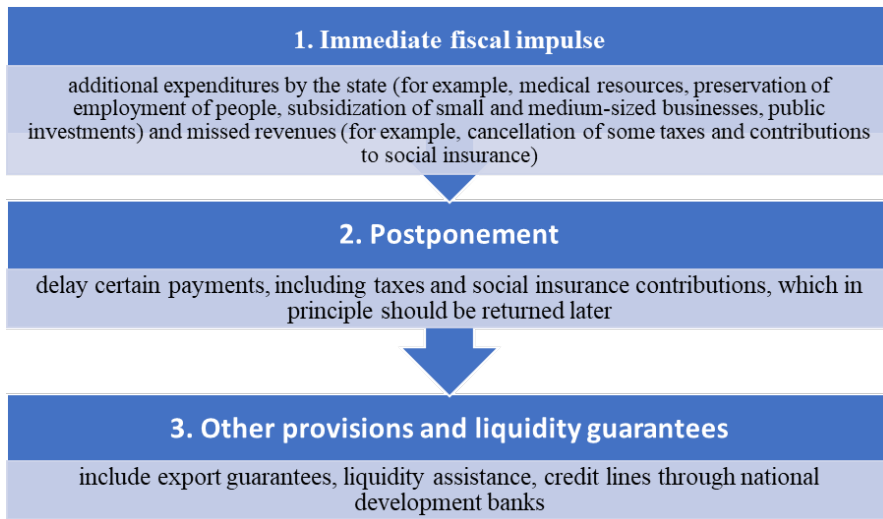 1. Immediate fiscal impulse
additional expenditures by the state (for example, medical resources, preservation of
employment of people, subsidization of small and medium-sized businesses, public
investments) and missed revenues (for example, cancellation of some taxes and contributions
to social insurance)
2. Postponement
delay certain payments, including taxes and social insurance contributions, which in
principle should be returned later
3. Other provisions and liquidity guarantees
include export guarantees, liquidity assistance, credit lines through national
development banks